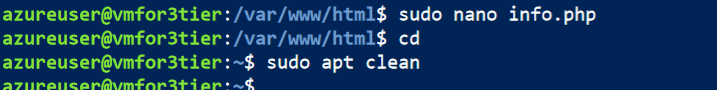 azureuser@vmfor3tier:/var/www/html$ sudo nano info.php
azureuser@vmfor3tier:/var/www/html$ cd
azureuser@vmfor3tier:~$ sudo apt clean
azureuser@vmfor3tier:~$